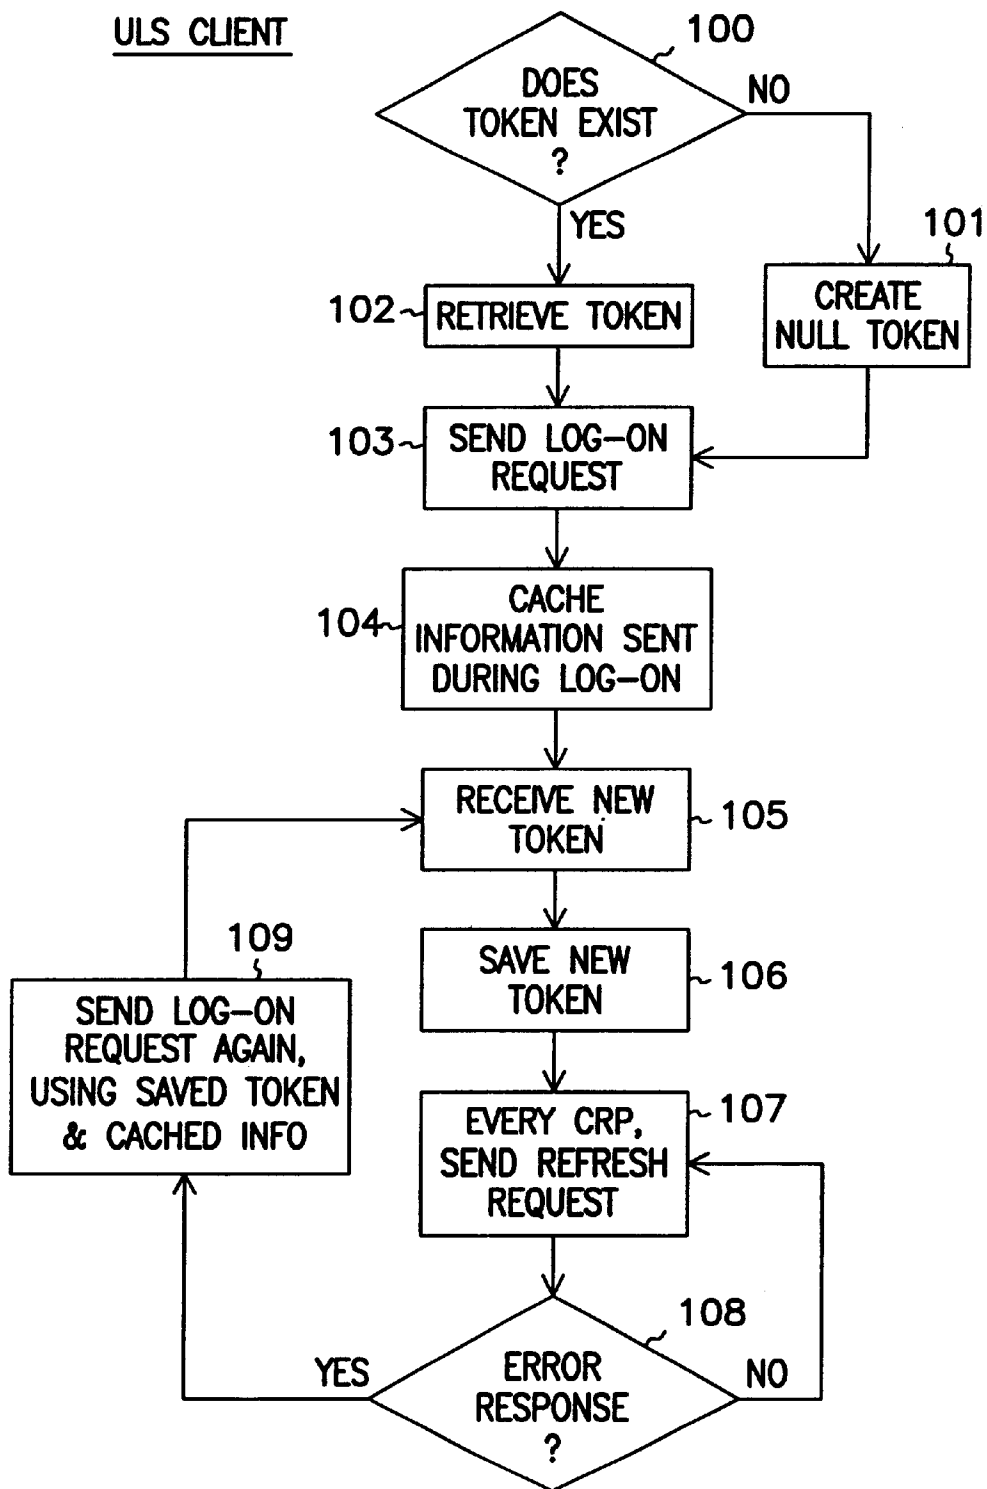 ULS CLIENT
100
DOES
TOKEN EXIST
?
NO
YES
101
CREATE
NULL TOKEN
102
RETRIEVE TOKEN
103
SEND LOG-ON
REQUEST
104
CACHE
INFORMATION SENT
DURING LOG-ON
RECEIVE NEW
TOKEN
105
SAVE NEW
TOKEN
106
109
SEND LOG-ON
REQUEST AGAIN,
USING SAVED TOKEN
& CACHED INFO
EVERY CRP,
SEND REFRESH
REQUEST
107
108
ERROR
RESPONSE
?
YES
NO